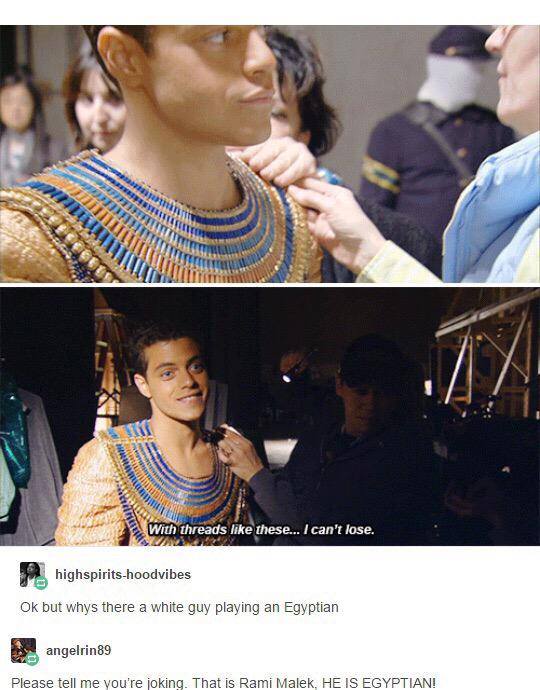 With threads like these... I can't lose.
highspirits-hoodvibes
Ok but whys there a white guy playing an Egyptian
angelrin89
Please tell me you're joking. That is Rami Malek, HE IS EGYPTIAN!